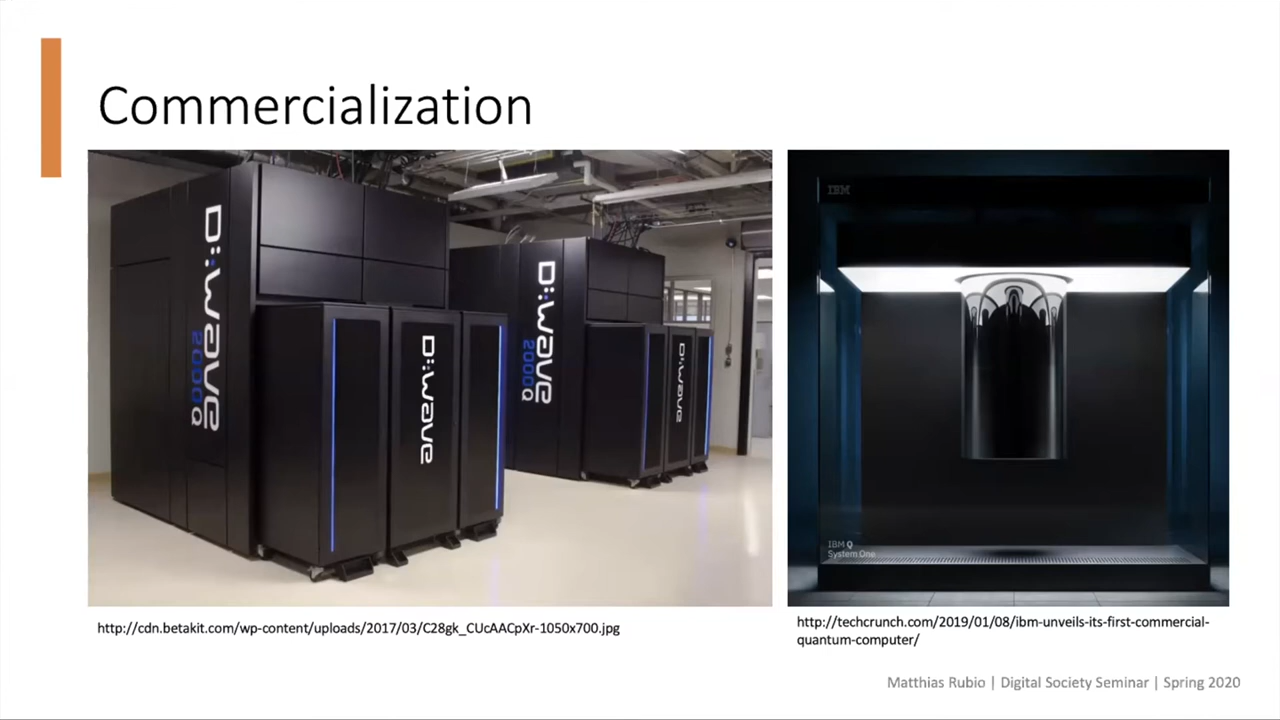 Commercialization
D:wave
2000Q
D:wave
D:wave
2000Q
D:wave
IBM
IBM Q
System One
http://cdn.betakit.com/wp-content/uploads/2017/03/C28gk_CUcAACpXr-1050x700.jpg
http://techcrunch.com/2019/01/08/ibm-unveils-its-first-commercial-
quantum-computer/
Matthias Rubio | Digital Society Seminar | Spring 2020